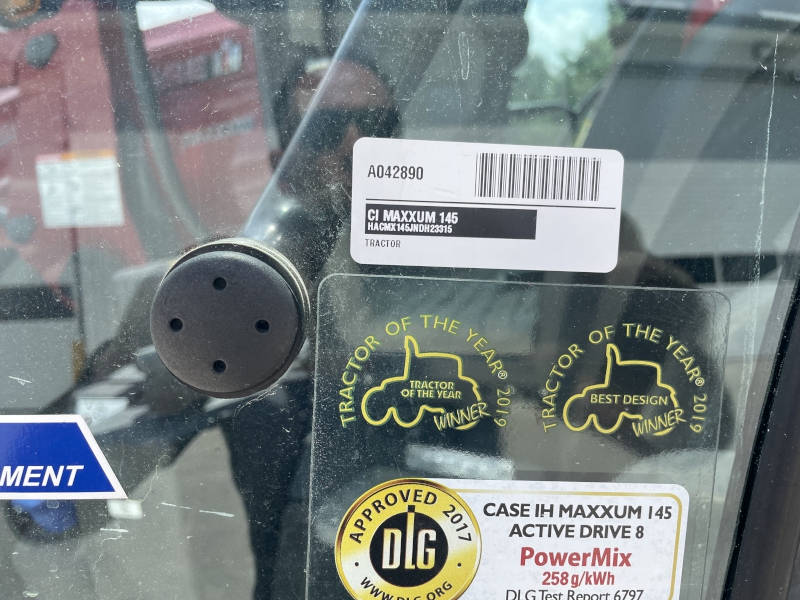 A042890
CI MAXXUM 145
HACMX145JNDH23315
TRACTOR
TRACTOR OF THE YEAR® 2019
TRACTOR
OF THE YEAR
WINNER
TRACTOR OF THE YEAR® 2019
BEST DESIGN
WINNER
MENT
APPROVED 2017
DLG
WWW.DLG.ORG
CASE IH MAXXUM 145
ACTIVE DRIVE 8
PowerMix
258 g/kWh
DLG Test Report 6797